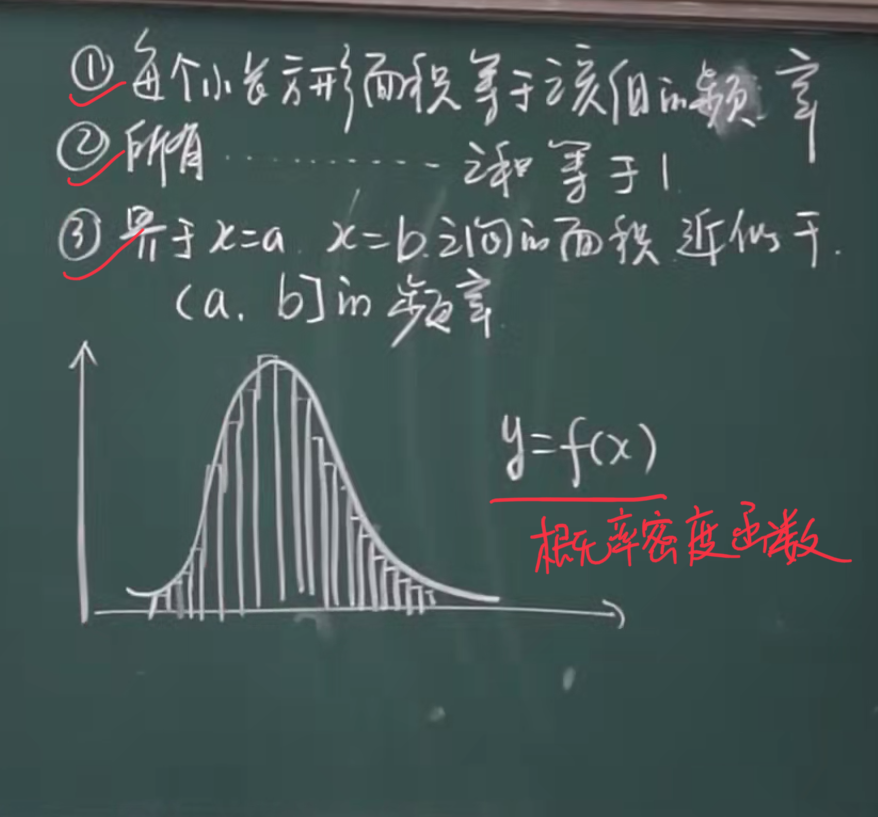 ①每个小长方形面积等于该组的频率
②所有…………之和等于1.
③界于x=a. x=b.之间的面积近似于.
(a, b]的频率.
y=f(x)
概率密度函数